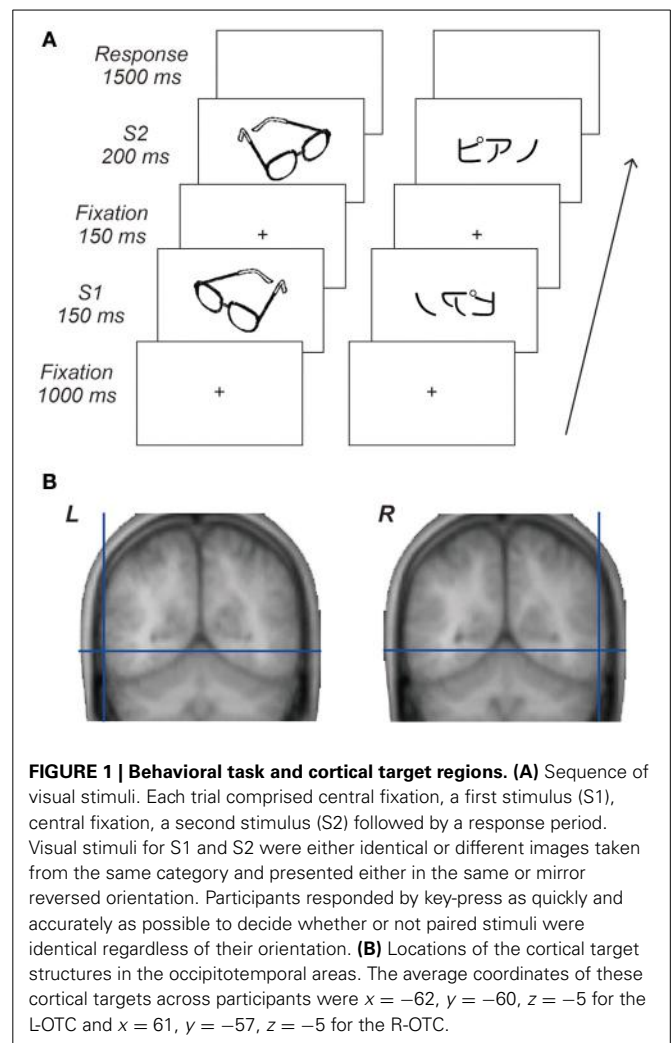 A
Response
1500 ms
S2
200 ms
ピアノ
Fixation
150 ms
+
+
S1
150 ms
ピアノ
Fixation
1000 ms
+
+
B
L
R
FIGURE 1 | Behavioral task and cortical target regions. (A) Sequence of
visual stimuli. Each trial comprised central fixation, a first stimulus (S1),
central fixation, a second stimulus (S2) followed by a response period.
Visual stimuli for S1 and S2 were either identical or different images taken
from the same category and presented either in the same or mirror
reversed orientation. Participants responded by key-press as quickly and
accurately as possible to decide whether or not paired stimuli were
identical regardless of their orientation. (B) Locations of the cortical target
structures in the occipitotemporal areas. The average coordinates of these
cortical targets across participants were x = −62, y = −60, z = −5 for the
L-OTC and x = 61, y = −57, z = −5 for the R-OTC.